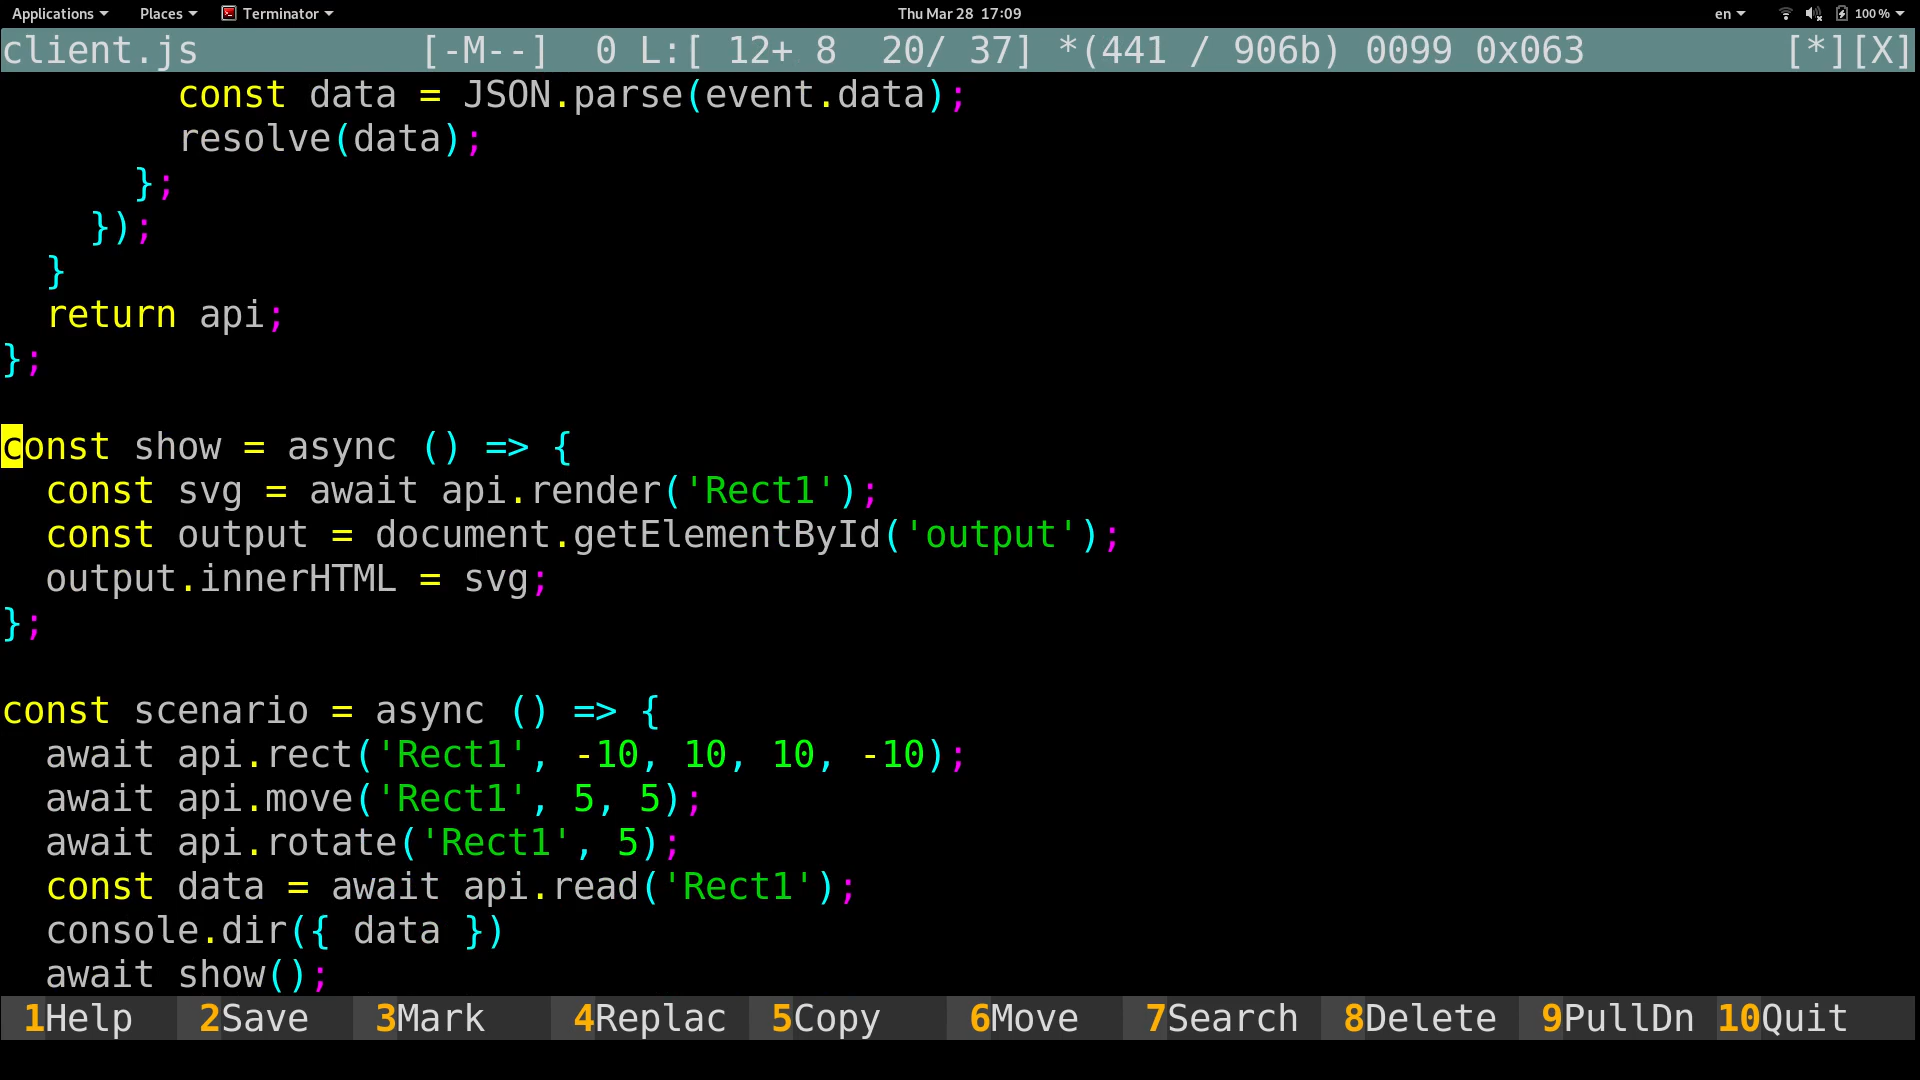 Applications Places Terminator Thu Mar 28 17:09 en 100 %
client.js [-M--] 0 L:[ 12+ 8 20/ 37] *(441 / 906b) 0099 0x063 [*][X]
        const data = JSON.parse(event.data);
        resolve(data);
      };
    });
  }
  return api;
};

const show = async () => {
  const svg = await api.render('Rect1');
  const output = document.getElementById('output');
  output.innerHTML = svg;
};

const scenario = async () => {
  await api.rect('Rect1', -10, 10, 10, -10);
  await api.move('Rect1', 5, 5);
  await api.rotate('Rect1', 5);
  const data = await api.read('Rect1');
  console.dir({ data })
  await show();
1Help 2Save 3Mark 4Replac 5Copy 6Move 7Search 8Delete 9PullDn 10Quit